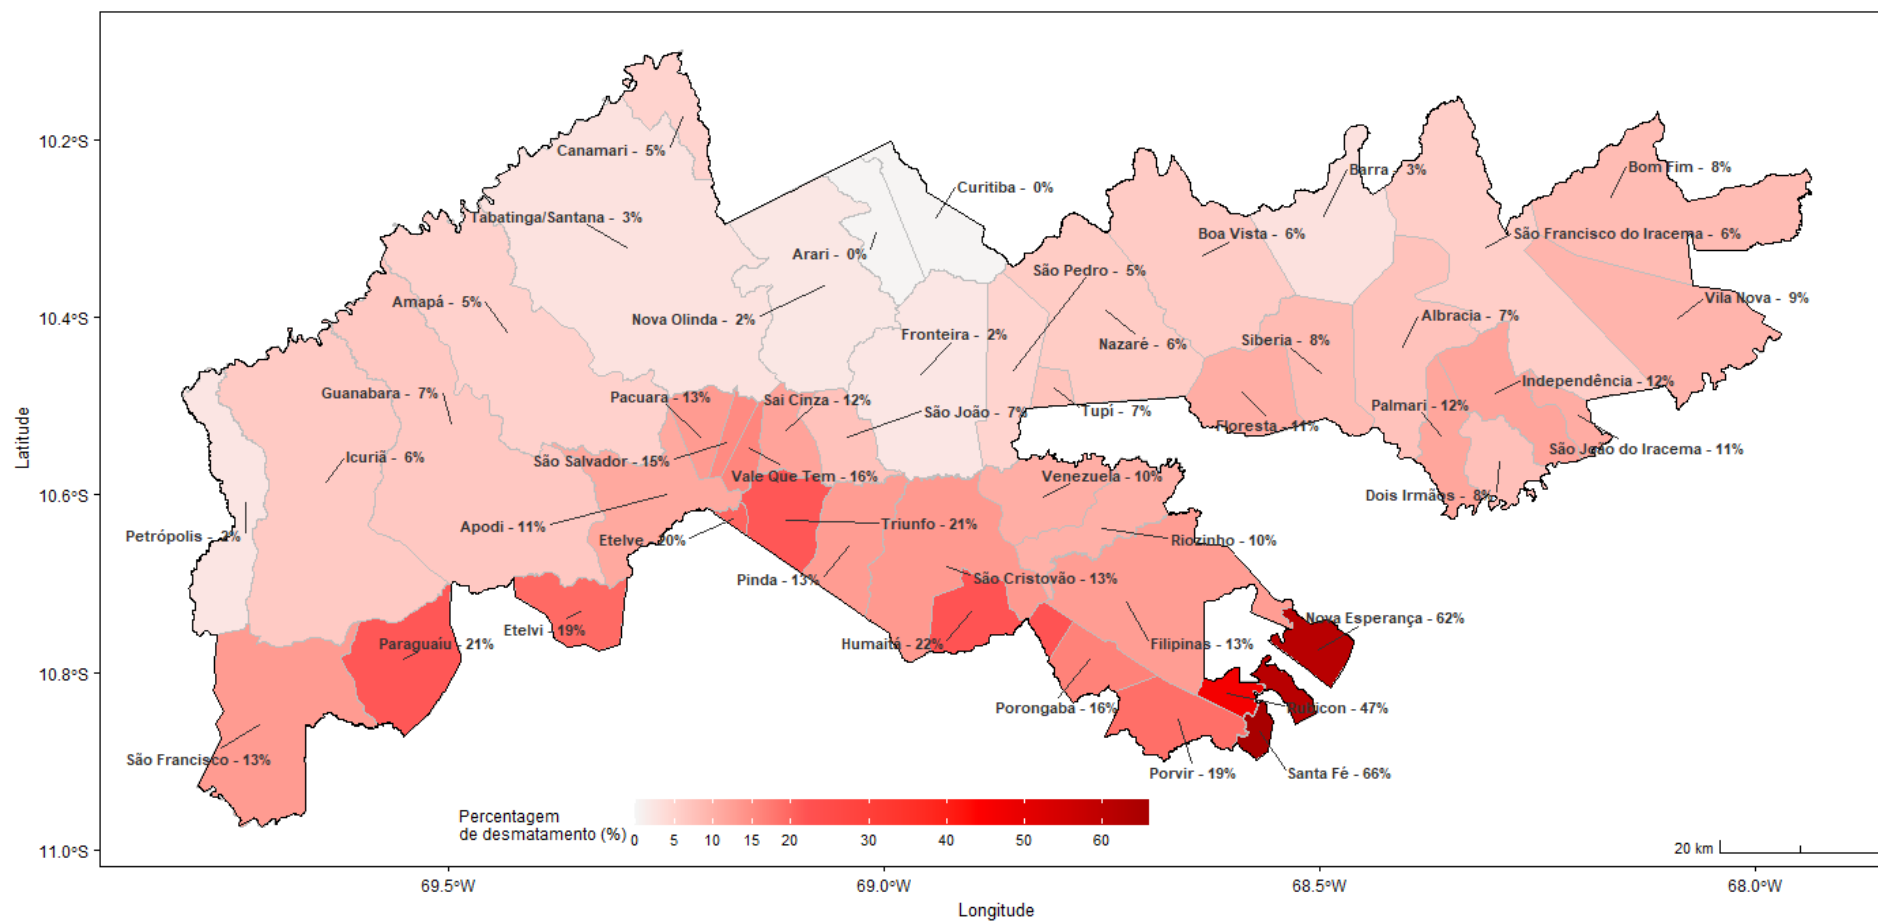 10.2°S
10.4°S
10.6°S
10.8°S
11.0°S
Latitude
Canamari - 5%
Bom Fim - 8%
Barra - 3%
Curitiba - 0%
Tabatinga/Santana - 3%
Boa Vista - 6%
São Francisco do Iracema - 6%
Arari - 0%
São Pedro - 5%
Amapá - 5%
Vila Nova - 9%
Nova Olinda - 2%
Albracia - 7%
Fronteira - 2%
Nazaré - 6%
Siberia - 8%
Independência - 12%
Guanabara - 7%
Pacuara - 13%
Sai Cinza - 12%
Palmari - 12%
São João - 7%
Tupí - 7%
Floresta - 11%
São João do Iracema - 11%
Icuriã - 6%
São Salvador - 15%
Vale Que Tem - 16%
Venezuela - 10%
Dois Irmãos - 8%
Apodi - 11%
Triunfo - 21%
Petrópolis - 2%
Etelve - 20%
Riozinho - 10%
Pinda - 13%
São Cristovão - 13%
Nova Esperança - 62%
Etelvi - 19%
Paraguaíu - 21%
Humaitá - 22%
Filipinas - 13%
Porongaba - 16%
Rubicon - 47%
São Francisco - 13%
Porvir - 19%
Santa Fé - 66%
Percentagem
de desmatamento (%)
0 5 10 15 20 30 40 50 60
20 km
69.5°W 69.0°W 68.5°W 68.0°W
Longitude